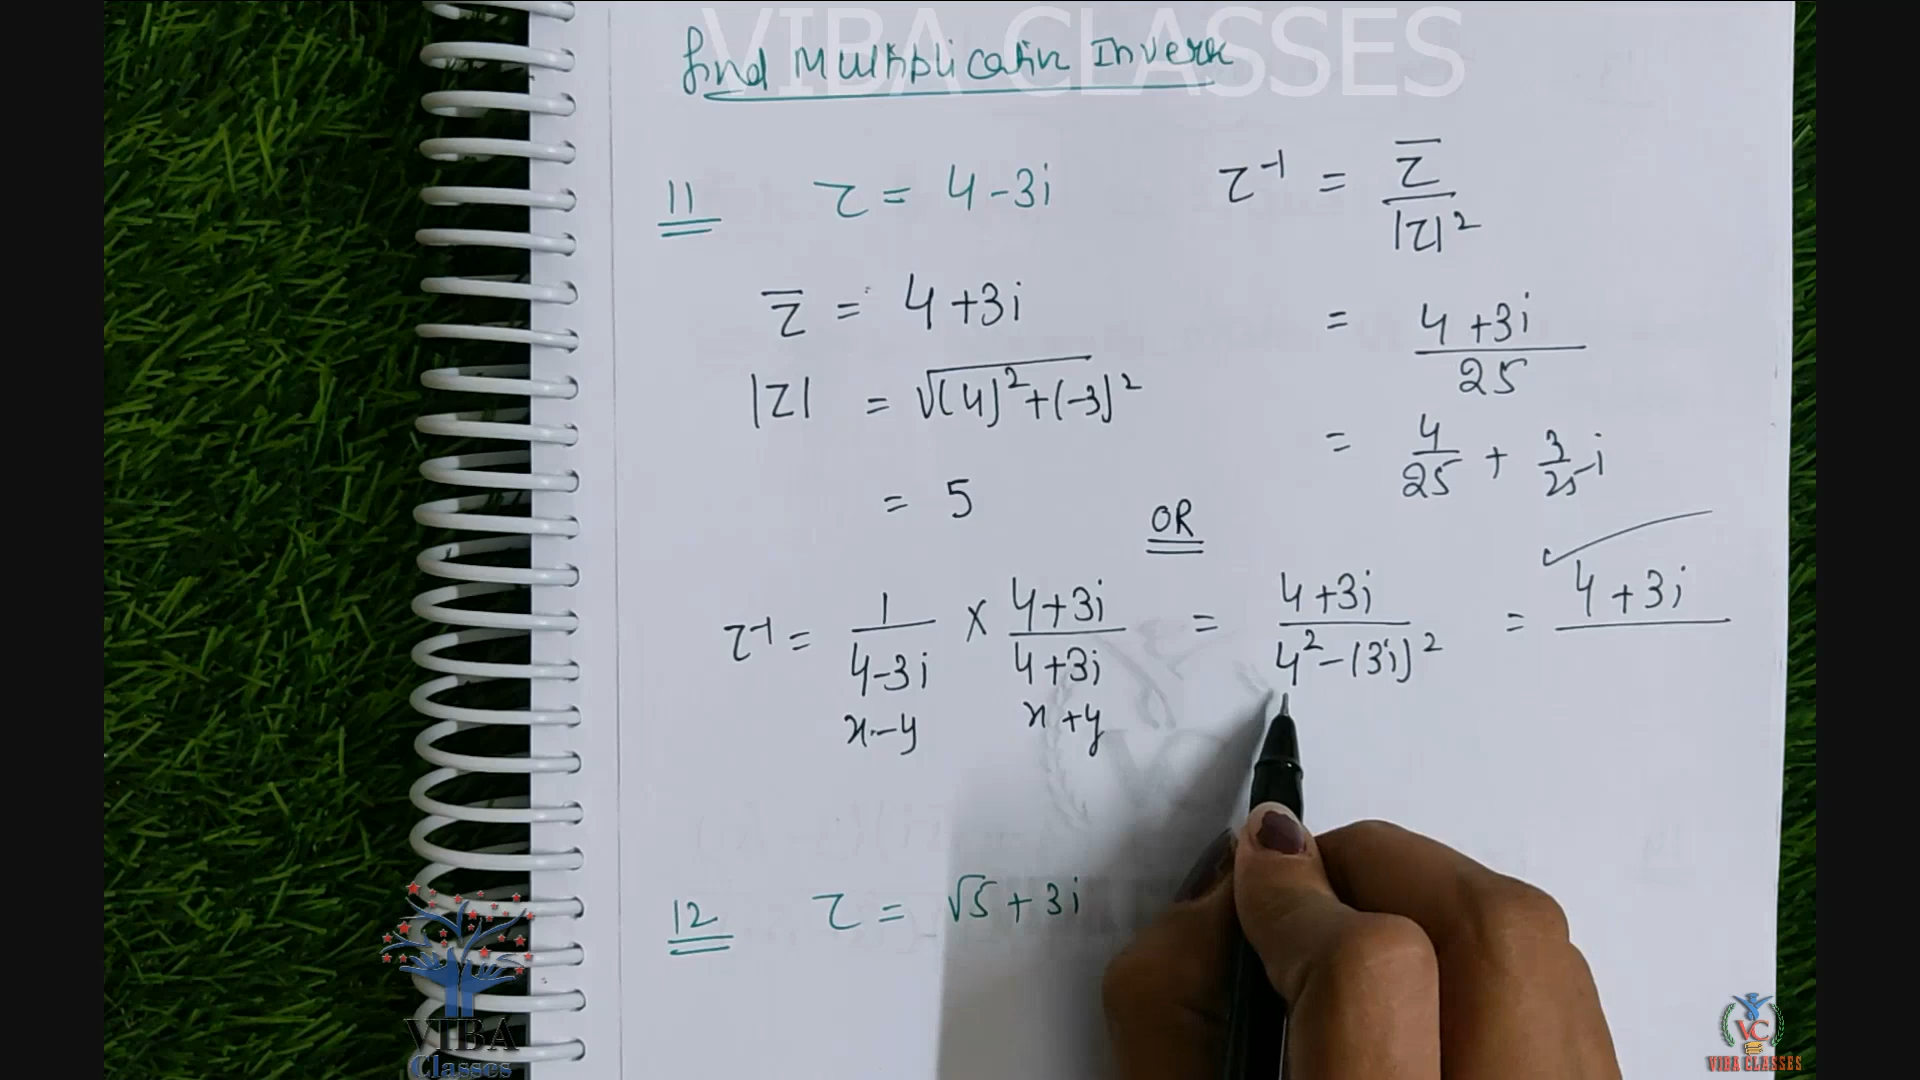 VIBA CLASSES
find Multiplicative Inverse
11 z = 4-3i
z̄ = 4+3i
|z| = √(4)²+(-3)²
= 5
z⁻¹ = z̄/|z|²
= 4+3i/25
= 4/25 + 3/25 i
OR
z⁻¹ = 1/4-3i × 4+3i/4+3i = 4+3i/4²-(3i)² = 4+3i
x-y x+y
12 z = √5+3i
VIBA
Classes
VC
VIBA CLASSES